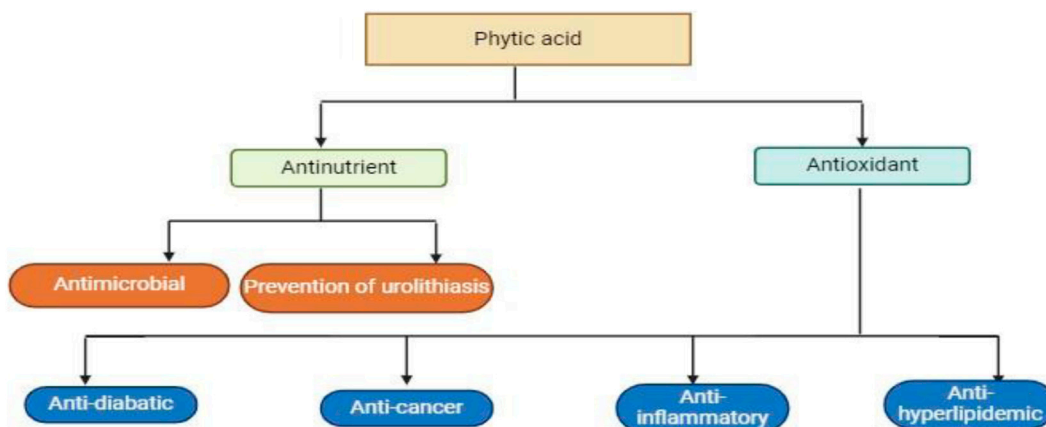 Phytic acid
Antinutrient
Antioxidant
Antimicrobial
Prevention of urolithiasis
Anti-diabatic
Anti-cancer
Anti-
inflammatory
Anti-
hyperlipidemic